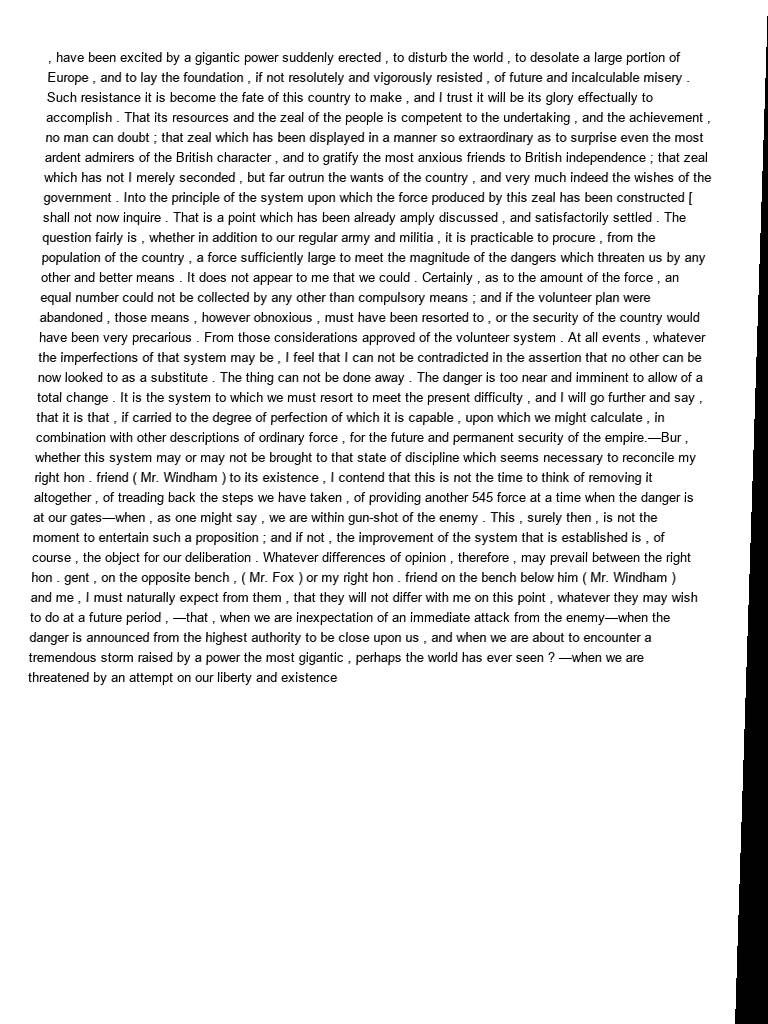 , have been excited by a gigantic power suddenly erected , to disturb the world , to desolate a large portion of
Europe , and to lay the foundation , if not resolutely and vigorously resisted , of future and incalculable misery .
Such resistance it is become the fate of this country to make , and I trust it will be its glory effectually to
accomplish . That its resources and the zeal of the people is competent to the undertaking , and the achievement ,
no man can doubt ; that zeal which has been displayed in a manner so extraordinary as to surprise even the most
ardent admirers of the British character , and to gratify the most anxious friends to British independence ; that zeal
which has not I merely seconded , but far outrun the wants of the country , and very much indeed the wishes of the
government . Into the principle of the system upon which the force produced by this zeal has been constructed [
shall not now inquire . That is a point which has been already amply discussed , and satisfactorily settled . The
question fairly is , whether in addition to our regular army and militia , it is practicable to procure , from the
population of the country , a force sufficiently large to meet the magnitude of the dangers which threaten us by any
other and better means . It does not appear to me that we could . Certainly , as to the amount of the force , an
equal number could not be collected by any other than compulsory means ; and if the volunteer plan were
abandoned , those means , however obnoxious , must have been resorted to , or the security of the country would
have been very precarious . From those considerations approved of the volunteer system . At all events , whatever
the imperfections of that system may be , I feel that I can not be contradicted in the assertion that no other can be
now looked to as a substitute . The thing can not be done away . The danger is too near and imminent to allow of a
total change . It is the system to which we must resort to meet the present difficulty , and I will go further and say ,
that it is that , if carried to the degree of perfection of which it is capable , upon which we might calculate , in
combination with other descriptions of ordinary force , for the future and permanent security of the empire.—Bur ,
whether this system may or may not be brought to that state of discipline which seems necessary to reconcile my
right hon . friend ( Mr. Windham ) to its existence , I contend that this is not the time to think of removing it
altogether , of treading back the steps we have taken , of providing another 545 force at a time when the danger is
at our gates—when , as one might say , we are within gun-shot of the enemy . This , surely then , is not the
moment to entertain such a proposition ; and if not , the improvement of the system that is established is , of
course , the object for our deliberation . Whatever differences of opinion , therefore , may prevail between the right
hon . gent , on the opposite bench , ( Mr. Fox ) or my right hon . friend on the bench below him ( Mr. Windham )
and me , I must naturally expect from them , that they will not differ with me on this point , whatever they may wish
to do at a future period , —that , when we are inexpectation of an immediate attack from the enemy—when the
danger is announced from the highest authority to be close upon us , and when we are about to encounter a
tremendous storm raised by a power the most gigantic , perhaps the world has ever seen ? —when we are
threatened by an attempt on our liberty and existence